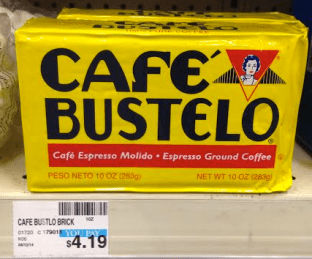 CAFÉ
BUSTELO
Café Espresso Molido • Espresso Ground Coffee
PESO NETO 10 OZ (283g) NET WT 10 OZ (283g)
CAFE BUSTLO BRICK 10Z
YOU PAY
$4.19